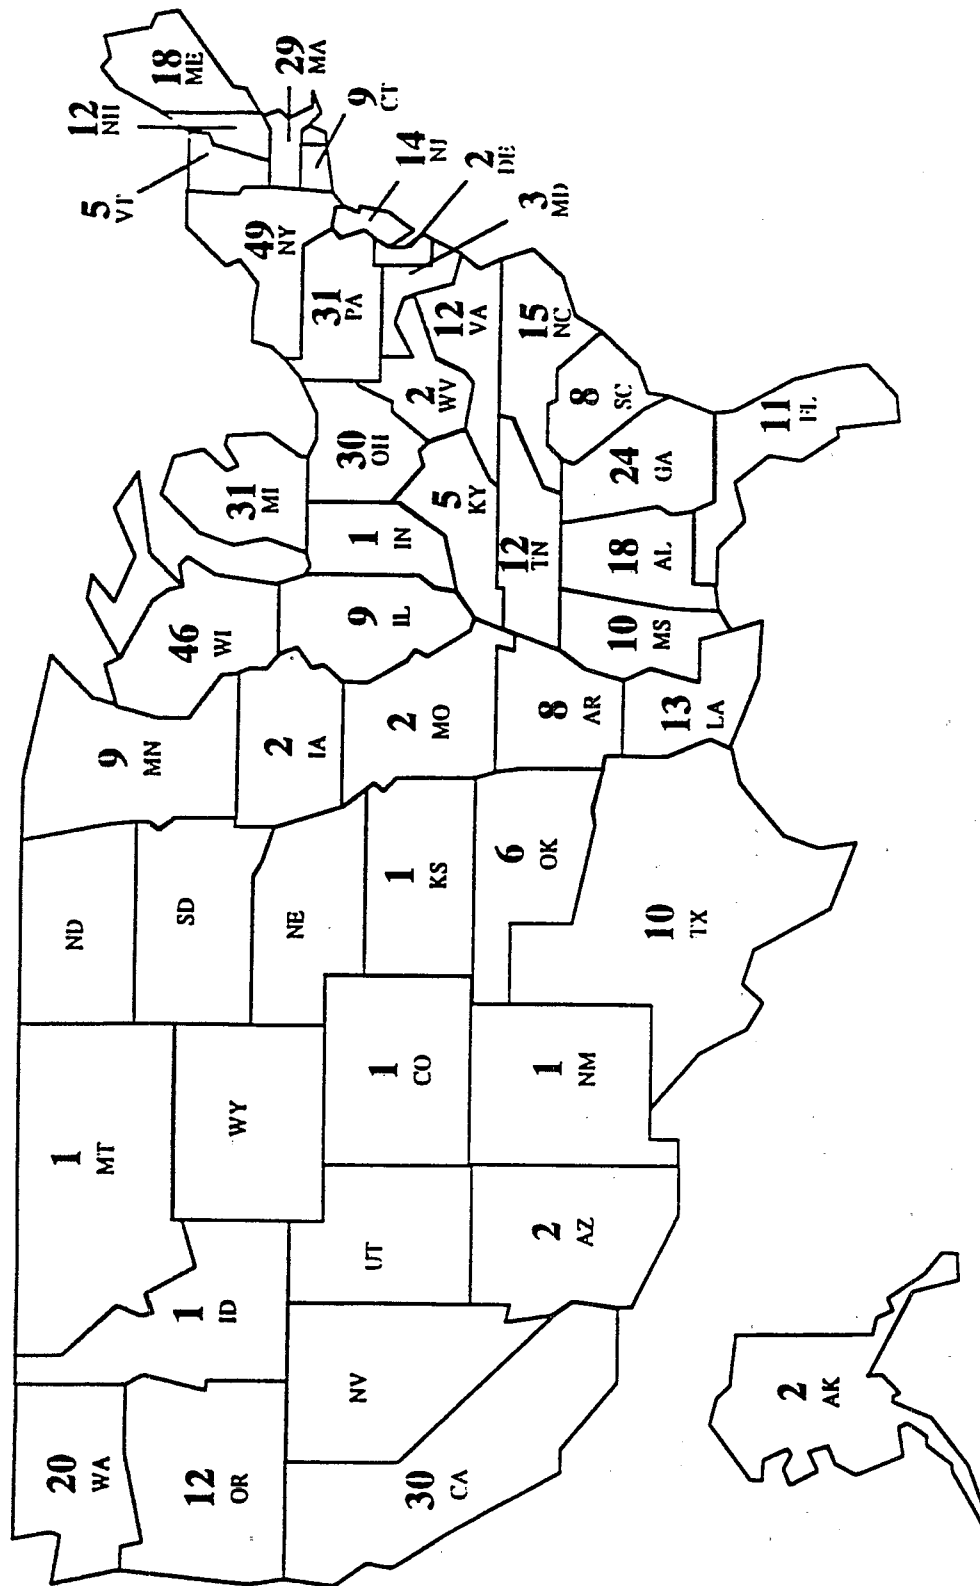 20
WA
12
OR
30
CA
1
ID
NV
1
MT
WY
UT
2
AZ
1
CO
1
NM
ND
SD
NE
1
KS
6
OK
10
TX
9
MN
2
IA
2
MO
8
AR
13
LA
46
WI
9
IL
10
MS
31
MI
1
IN
30
OH
5
KY
12
TN
18
AL
24
GA
11
FL
8
SC
15
NC
12
VA
2
WV
31
PA
49
NY
5
VT
12
NH
18
ME
29
MA
9
CT
14
NJ
2
DE
3
MD
2
AK